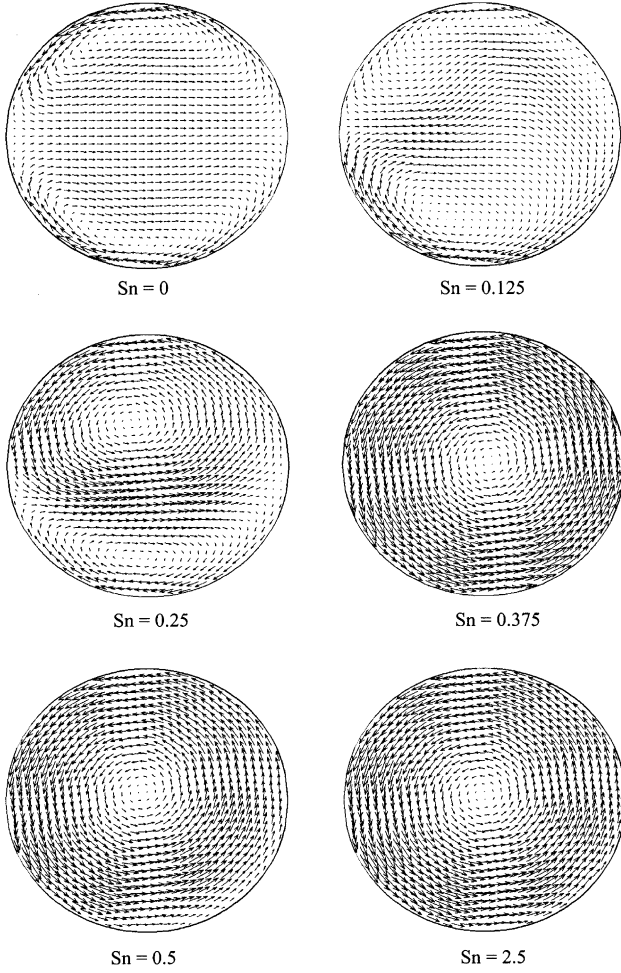 Sn = 0
Sn = 0.125
Sn = 0.25
Sn = 0.375
Sn = 0.5
Sn = 2.5